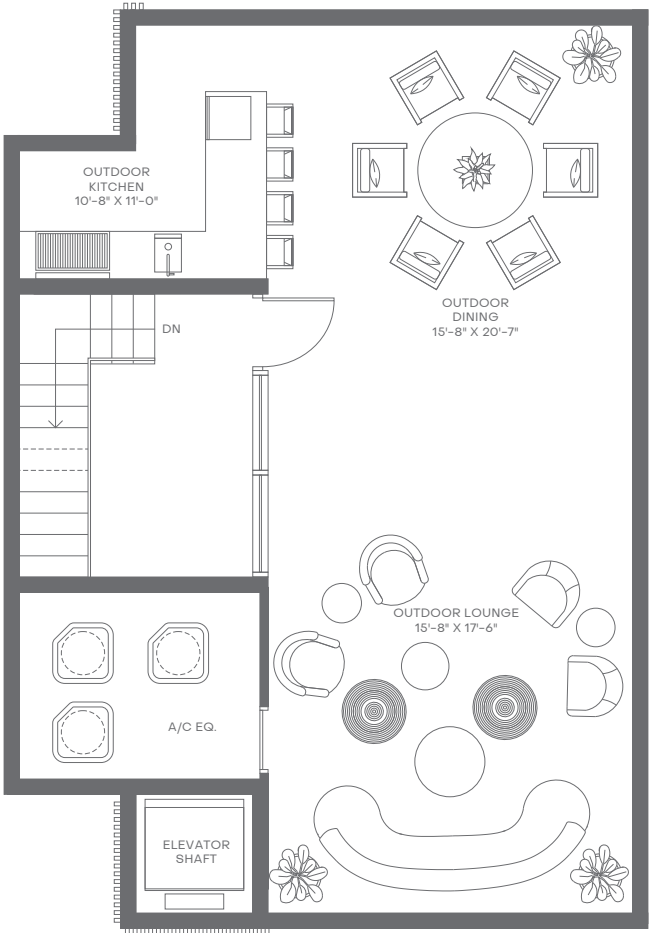 OUTDOOR
KITCHEN
10'-8" X 11'-0"
OUTDOOR
DINING
15'-8" X 20'-7"
DN
OUTDOOR LOUNGE
15'-8" X 17'-6"
A/C EQ.
ELEVATOR
SHAFT